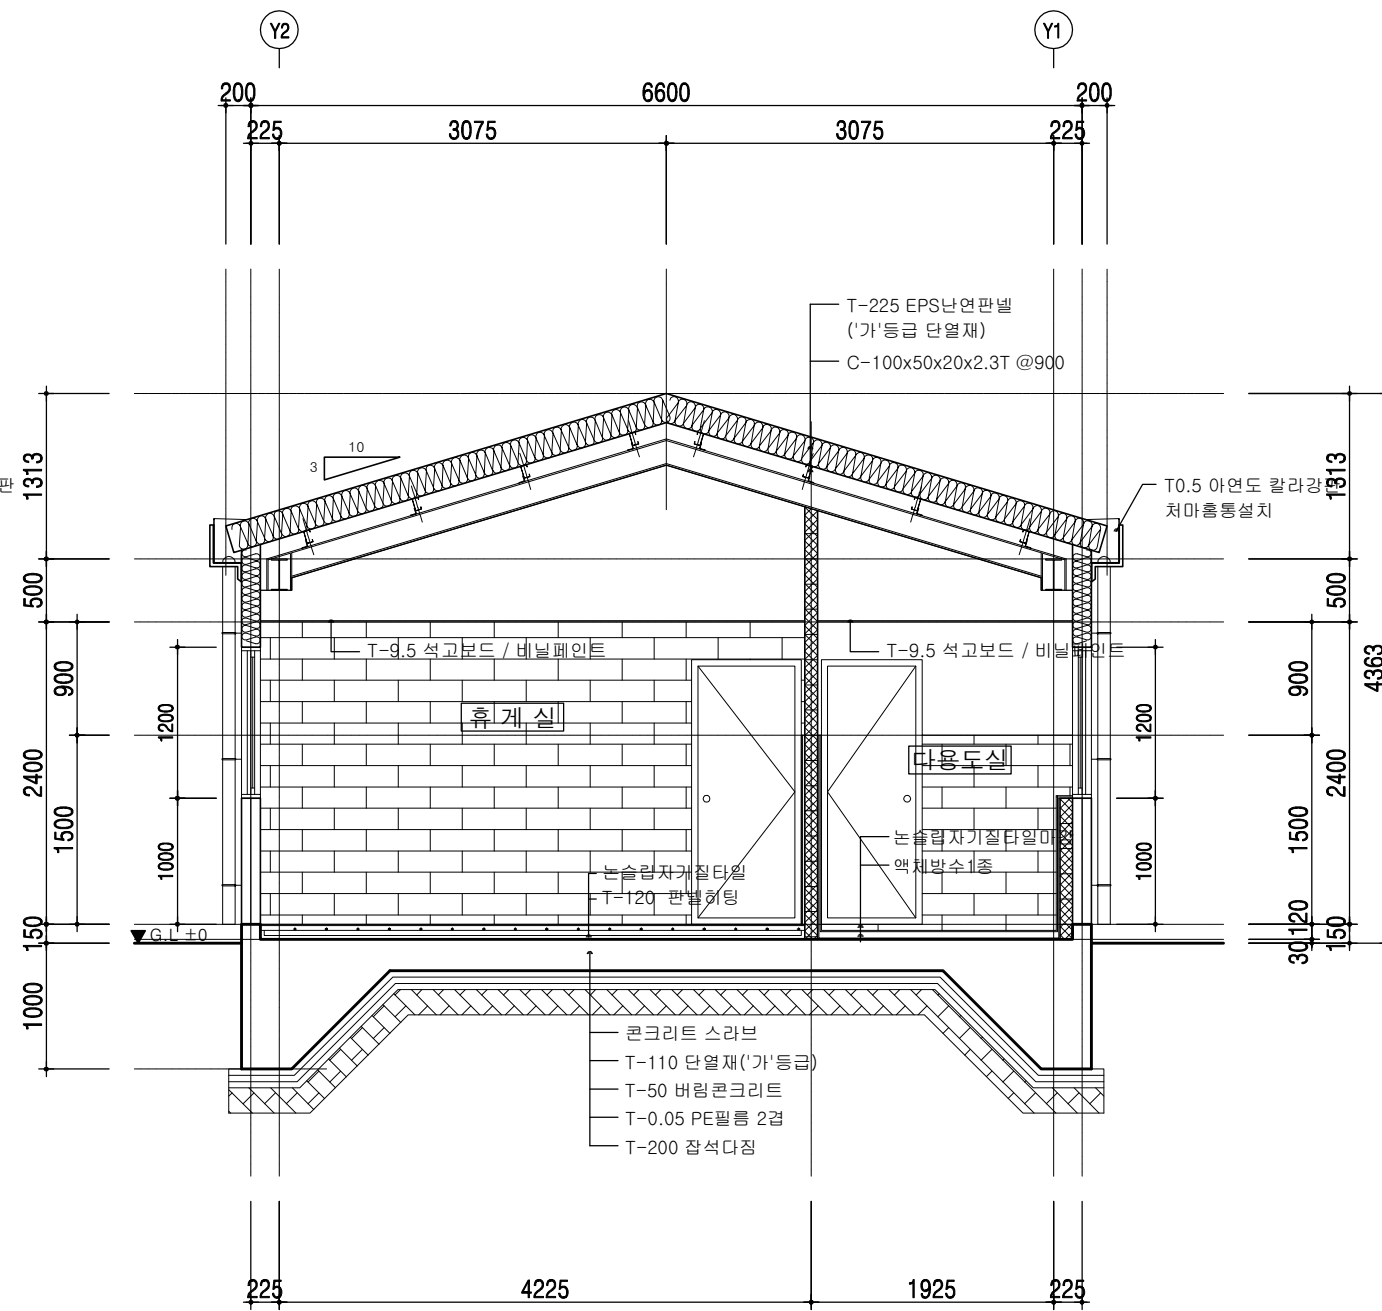 Y2
Y1
200
6600
200
225
3075
3075
225
T-225 EPS난연판넬
('가'등급 단열재)
C-100x50x20x2.3T @900
10
3
판
1313
1313
T0.5 아연도 칼라강판
처마홈통설치
500
500
T-9.5 석고보드 / 비닐페인트
T-9.5 석고보드 / 비닐페인트
900
900
4363
1200
1200
휴 게 실
다용도실
2400
2400
1500
1500
1000
1000
논슬립자기질타일마
액체방수1종
논슬립자기질타일
T-120 판넬히팅
150
G.L ±0
120
30
150
1000
콘크리트 스라브
T-110 단열재('가'등급)
T-50 버림콘크리트
T-0.05 PE필름 2겹
T-200 잡석다짐
225
4225
1925
225